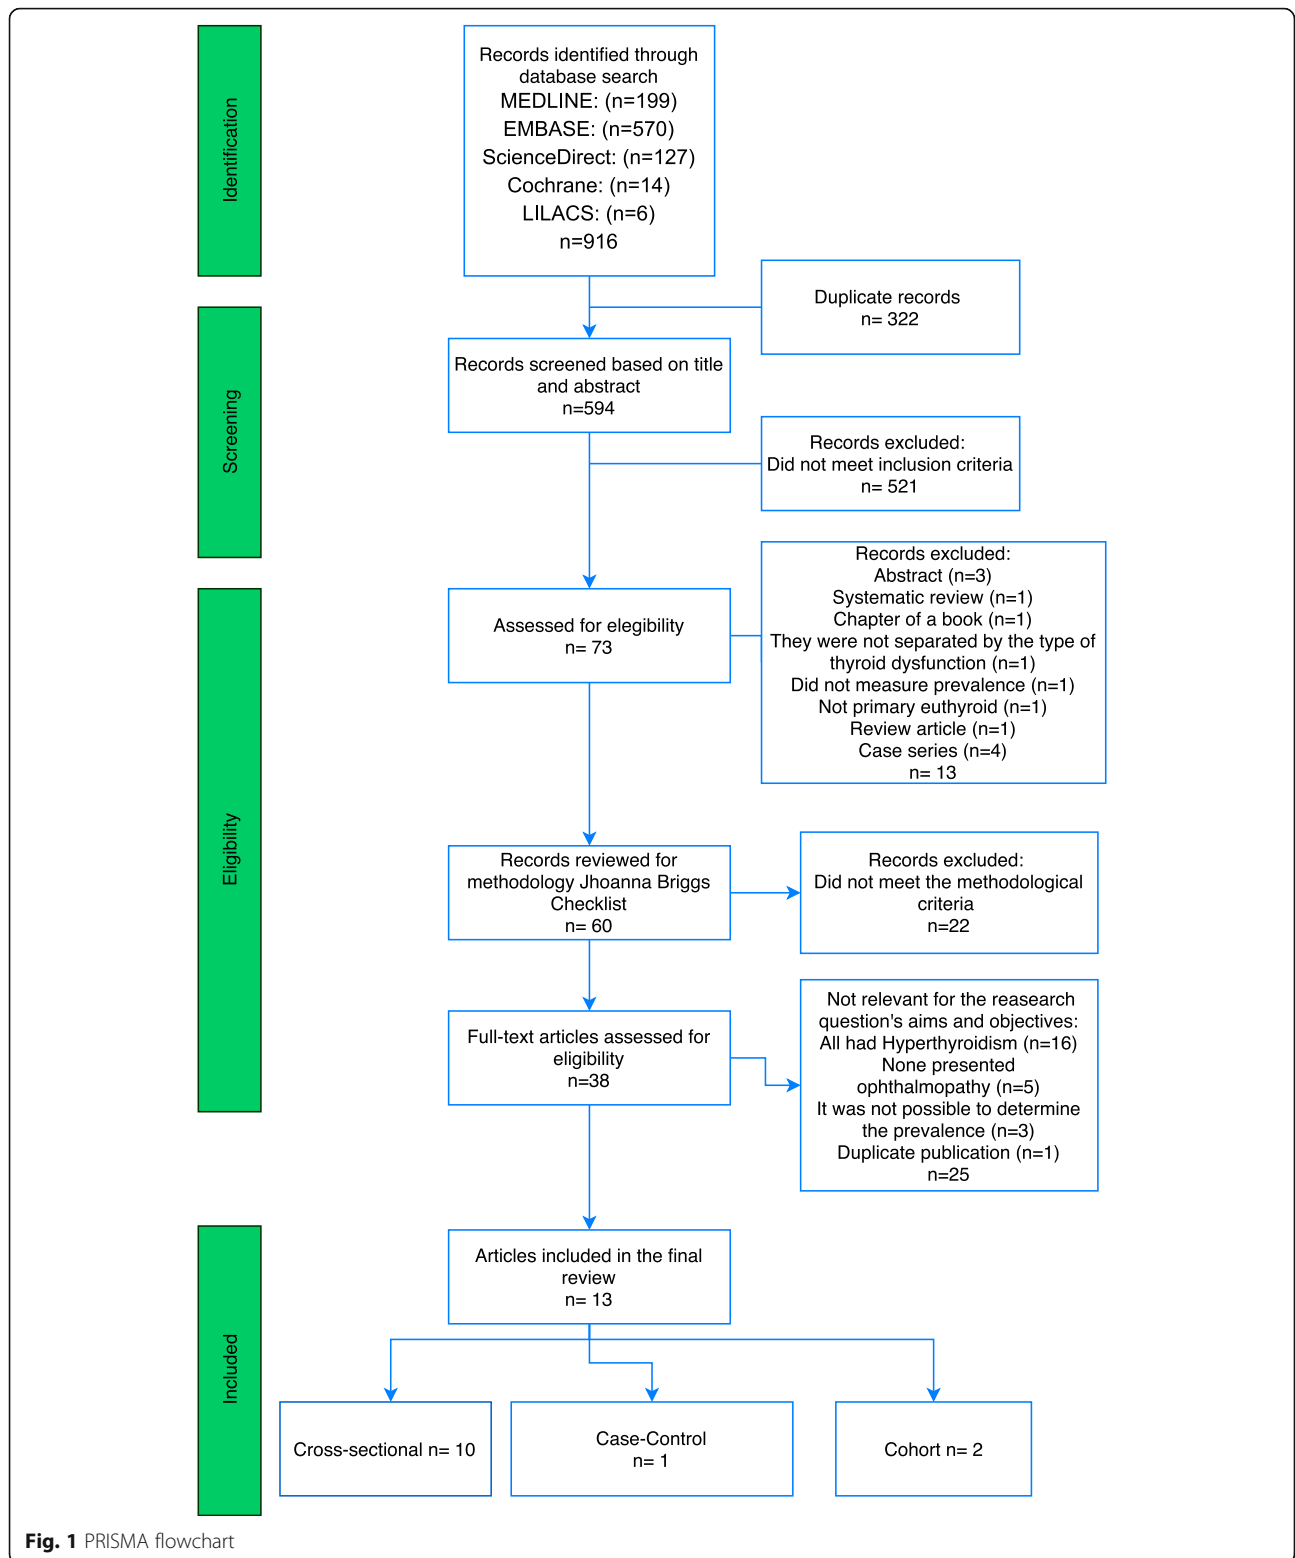 Identification
Records identified through
database search
MEDLINE: (n=199)
EMBASE: (n=570)
ScienceDirect: (n=127)
Cochrane: (n=14)
LILACS: (n=6)
n=916
Duplicate records
n= 322
Screening
Records screened based on title
and abstract
n=594
Records excluded:
Did not meet inclusion criteria
n= 521
Eligibility
Assessed for elegibility
n= 73
Records excluded:
Abstract (n=3)
Systematic review (n=1)
Chapter of a book (n=1)
They were not separated by the type of
thyroid dysfunction (n=1)
Did not measure prevalence (n=1)
Not primary euthyroid (n=1)
Review article (n=1)
Case series (n=4)
n= 13
Records reviewed for
methodology Jhoanna Briggs
Checklist
n= 60
Records excluded:
Did not meet the methodological
criteria
n=22
Full-text articles assessed for
eligibility
n=38
Not relevant for the reasearch
question's aims and objectives:
All had Hyperthyroidism (n=16)
None presented
ophthalmopathy (n=5)
It was not possible to determine
the prevalence (n=3)
Duplicate publication (n=1)
n=25
Included
Articles included in the final
review
n= 13
Cross-sectional n= 10
Case-Control
n= 1
Cohort n= 2
Fig. 1 PRISMA flowchart